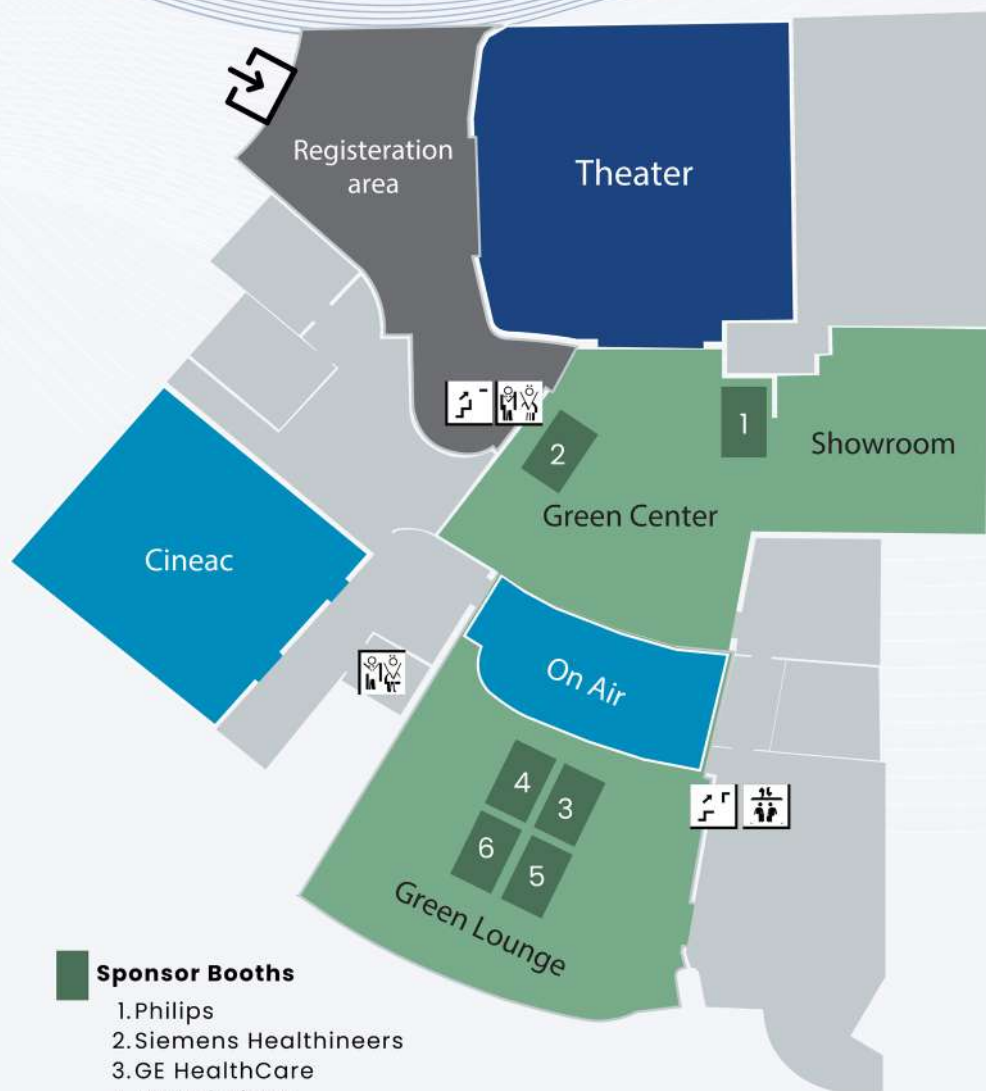 Registeration
area
Theater
1
Showroom
2
Green Center
Cineac
On Air
4
3
6
5
Green Lounge
Sponsor Booths
1.Philips
2.Siemens Healthineers
3.GE HealthCare